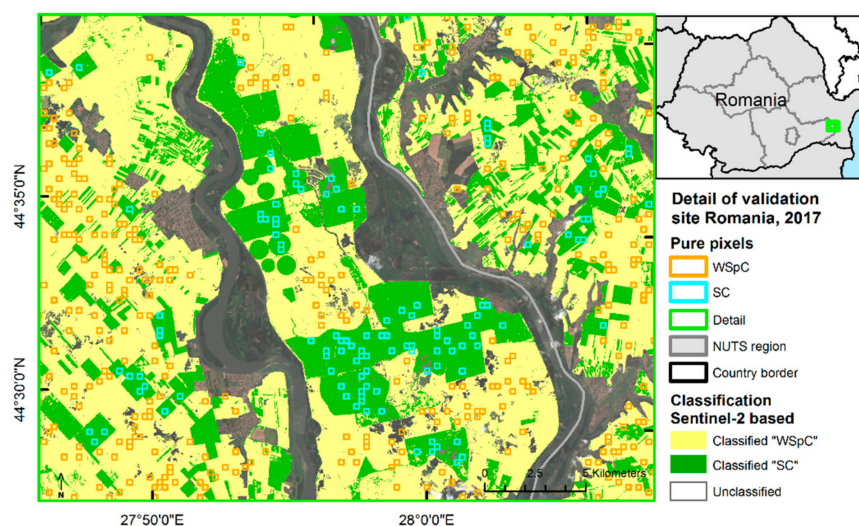 Romania
44°35'0"N
44°30'0"N
27°50'0"E
28°0'0"E
N
0 2.5 5 Kilometers
Detail of validation
site Romania, 2017
Pure pixels
WSpC
SC
Detail
NUTS region
Country border
Classification
Sentinel-2 based
Classified "WSpC"
Classified "SC"
Unclassified